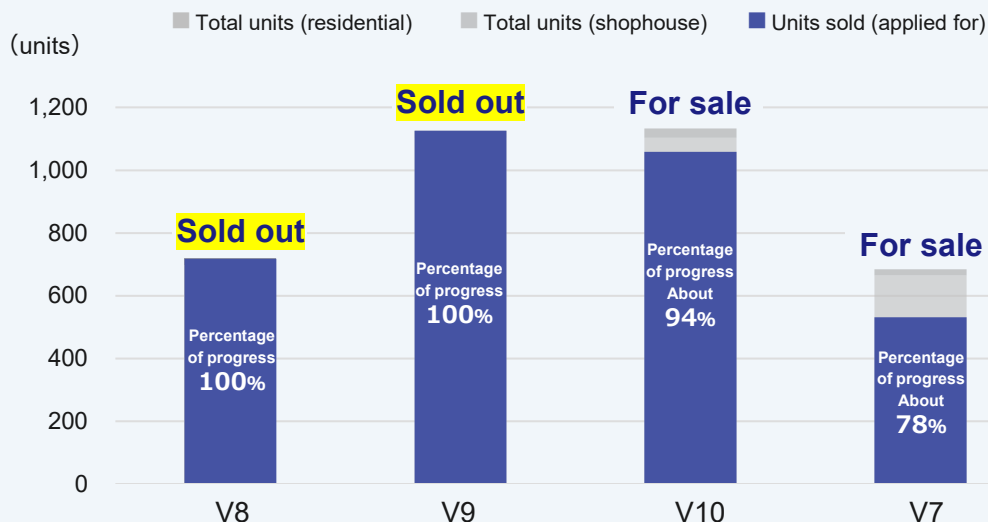 Total units (residential) Total units (shophouse) Units sold (applied for)
(units)
1,200
1,000
800
600
400
200
0
Sold out
Percentage
of progress
100%
V8
Sold out
Percentage
of progress
100%
V9
For sale
Percentage
of progress
About
94%
V10
For sale
Percentage
of progress
About
78%
V7